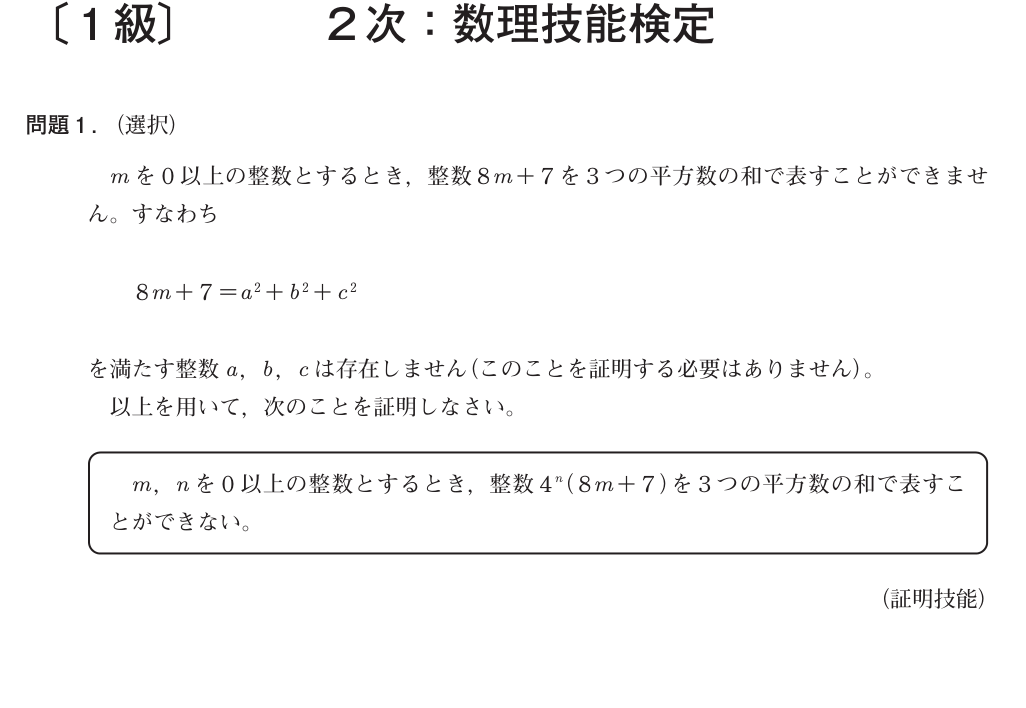 〔1級〕 2次：数理技能検定
問題1．（選択）
mを0以上の整数とするとき，整数8m＋7を3つの平方数の和で表すことができませ
ん。すなわち
8m＋7＝a²＋b²＋c²
を満たす整数a，b，cは存在しません（このことを証明する必要はありません）。
以上を用いて，次のことを証明しなさい。
m，nを0以上の整数とするとき，整数4ⁿ（8m＋7）を3つの平方数の和で表すこ
とができない。
（証明技能）